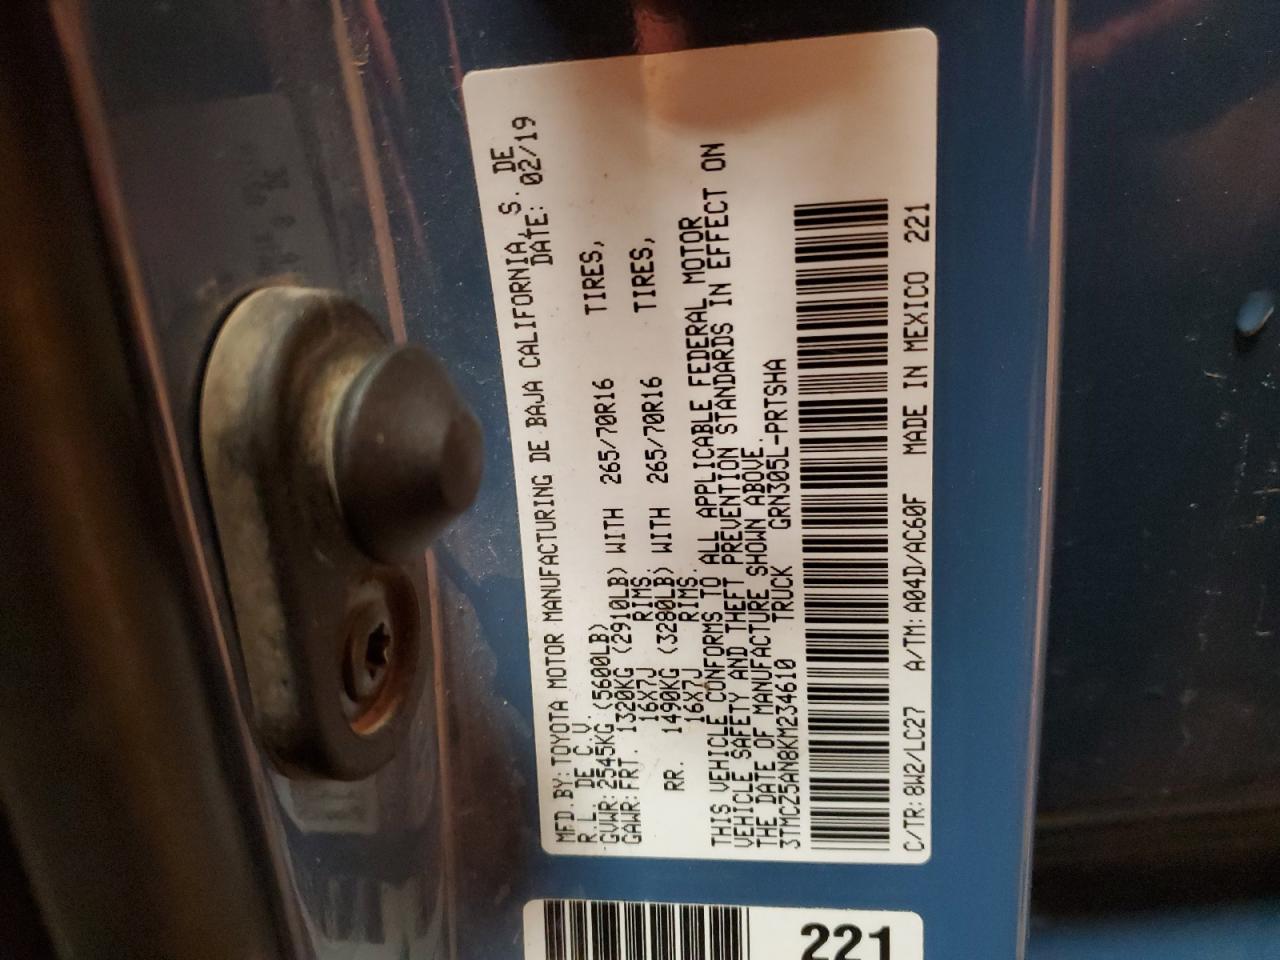 MFD.BY:TOYOTA MOTOR MANUFACTURING DE BAJA CALIFORNIA, S. DE
R.L. DE C.V. DATE: 02/19
GVWR:2545KG (5600LB)
GAWR:FRT. 1320KG (2910LB) WITH 265/70R16 TIRES,
16X7J RIMS.
RR. 1490KG (3280LB) WITH 265/70R16 TIRES,
16X7J RIMS.
THIS VEHICLE CONFORMS TO ALL APPLICABLE FEDERAL MOTOR
VEHICLE SAFETY AND THEFT PREVENTION STANDARDS IN EFFECT ON
THE DATE OF MANUFACTURE SHOWN ABOVE.
3TMCZ5AN8KM234610 TRUCK GRN305L-PRTSHA
C/TR:8W2/LC27 A/TM:A04D/AC60F MADE IN MEXICO 221
221